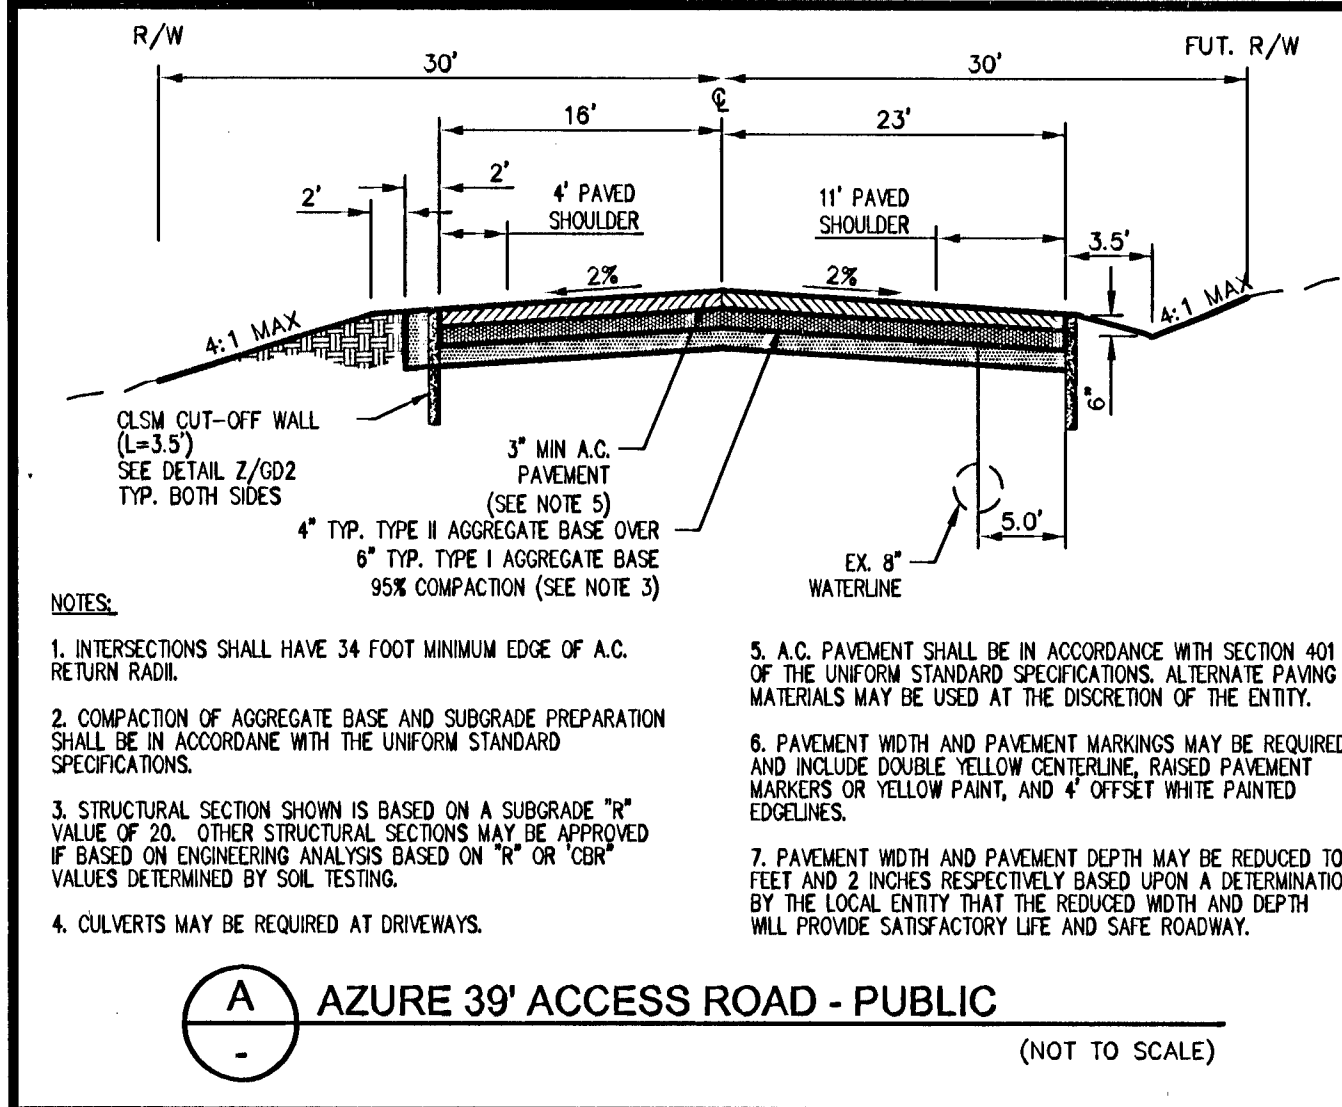 R/W
FUT. R/W
30'
30'
℄
16'
23'
2'
2'
4' PAVED
SHOULDER
11' PAVED
SHOULDER
3.5'
2%
2%
4:1 MAX
4:1 MAX
6"
CLSM CUT-OFF WALL
(L=3.5')
SEE DETAIL Z/GD2
TYP. BOTH SIDES
3" MIN A.C.
PAVEMENT
(SEE NOTE 5)
4" TYP. TYPE II AGGREGATE BASE OVER
6" TYP. TYPE I AGGREGATE BASE
95% COMPACTION (SEE NOTE 3)
5.0'
EX. 8"
WATERLINE
NOTES:
1. INTERSECTIONS SHALL HAVE 34 FOOT MINIMUM EDGE OF A.C.
RETURN RADII.
2. COMPACTION OF AGGREGATE BASE AND SUBGRADE PREPARATION
SHALL BE IN ACCORDANE WITH THE UNIFORM STANDARD
SPECIFICATIONS.
3. STRUCTURAL SECTION SHOWN IS BASED ON A SUBGRADE "R"
VALUE OF 20. OTHER STRUCTURAL SECTIONS MAY BE APPROVED
IF BASED ON ENGINEERING ANALYSIS BASED ON "R" OR 'CBR"
VALUES DETERMINED BY SOIL TESTING.
4. CULVERTS MAY BE REQUIRED AT DRIVEWAYS.
5. A.C. PAVEMENT SHALL BE IN ACCORDANCE WITH SECTION 401
OF THE UNIFORM STANDARD SPECIFICATIONS. ALTERNATE PAVING
MATERIALS MAY BE USED AT THE DISCRETION OF THE ENTITY.
6. PAVEMENT WIDTH AND PAVEMENT MARKINGS MAY BE REQUIRED
AND INCLUDE DOUBLE YELLOW CENTERLINE, RAISED PAVEMENT
MARKERS OR YELLOW PAINT, AND 4' OFFSET WHITE PAINTED
EDGELINES.
7. PAVEMENT WIDTH AND PAVEMENT DEPTH MAY BE REDUCED TO
FEET AND 2 INCHES RESPECTIVELY BASED UPON A DETERMINATIO
BY THE LOCAL ENTITY THAT THE REDUCED WIDTH AND DEPTH
WILL PROVIDE SATISFACTORY LIFE AND SAFE ROADWAY.
A
-
AZURE 39' ACCESS ROAD - PUBLIC
(NOT TO SCALE)